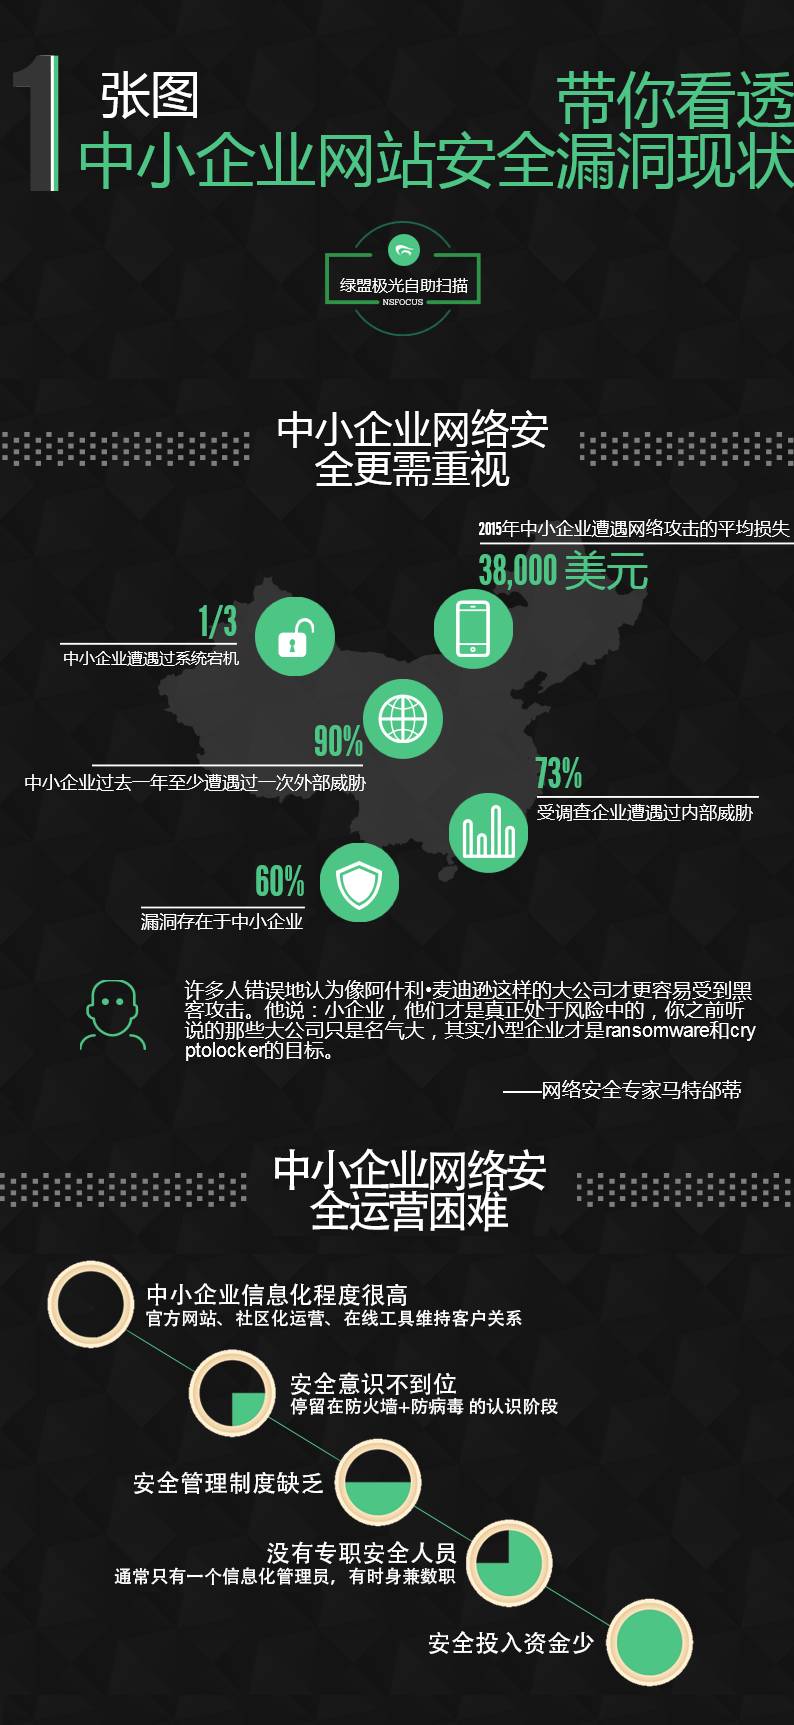 1 张图
带你看透
中小企业网站安全漏洞现状
绿盟极光自助扫描
NSFOCUS
中小企业网络安
全更需重视
2015年中小企业遭遇网络攻击的平均损失
38,000 美元
1/3
中小企业遭遇过系统宕机
90%
中小企业过去一年至少遭遇过一次外部威胁
73%
受调查企业遭遇过内部威胁
60%
漏洞存在于中小企业
许多人错误地认为像阿什利•麦迪逊这样的大公司才更容易受到黑
客攻击。他说：小企业，他们才是真正处于风险中的，你之前听
说的那些大公司只是名气大，其实小型企业才是ransomware和cry
ptolocker的目标。
——网络安全专家马特邰蒂
中小企业网络安
全运营困难
中小企业信息化程度很高
官方网站、社区化运营、在线工具维持客户关系
安全意识不到位
停留在防火墙+防病毒 的认识阶段
安全管理制度缺乏
没有专职安全人员
通常只有一个信息化管理员，有时身兼数职
安全投入资金少